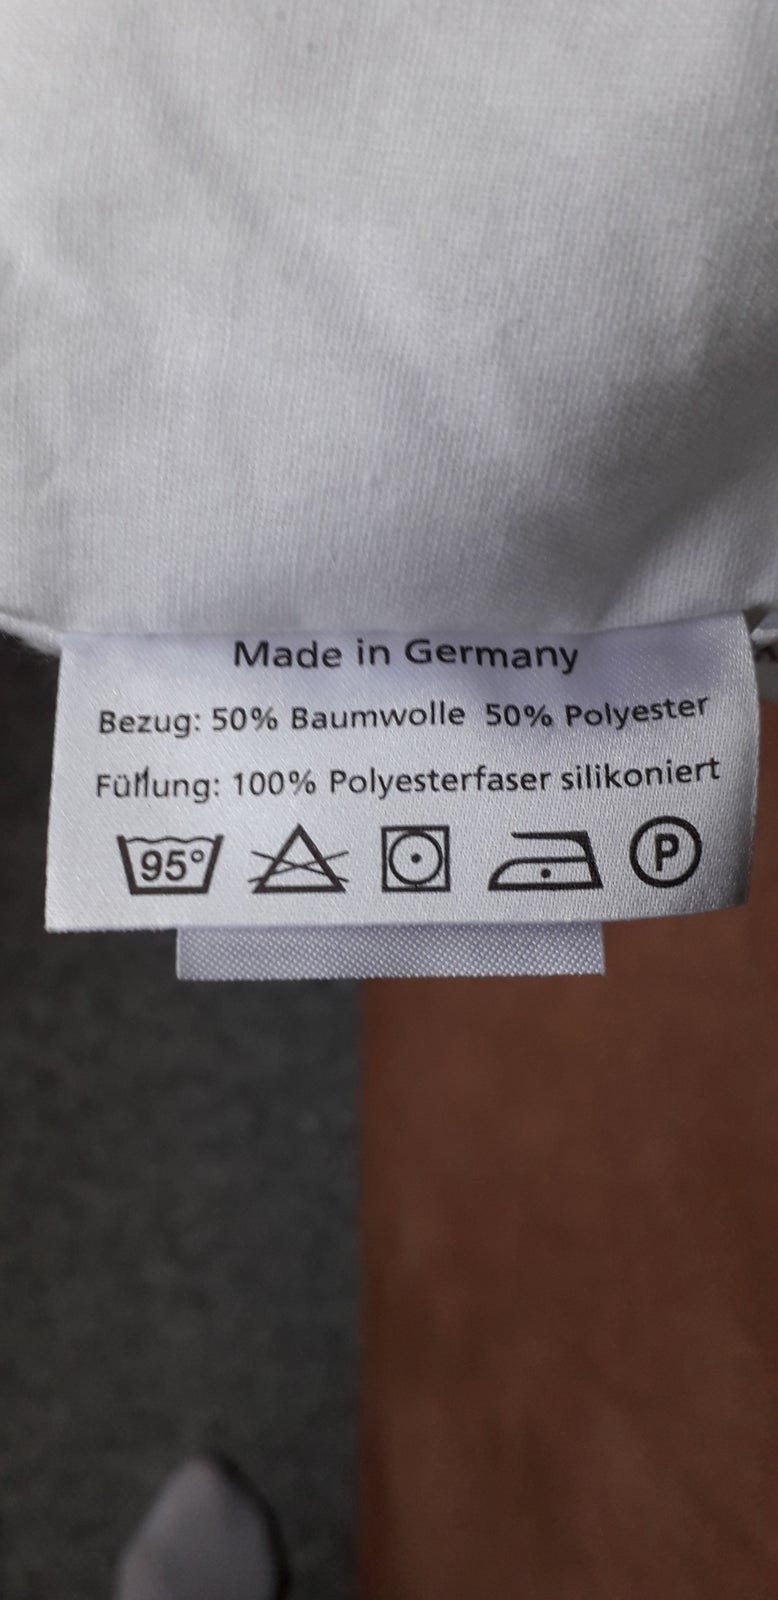 Made in Germany
Bezug: 50% Baumwolle 50% Polyester
Füllung: 100% Polyesterfaser silikoniert
95° P